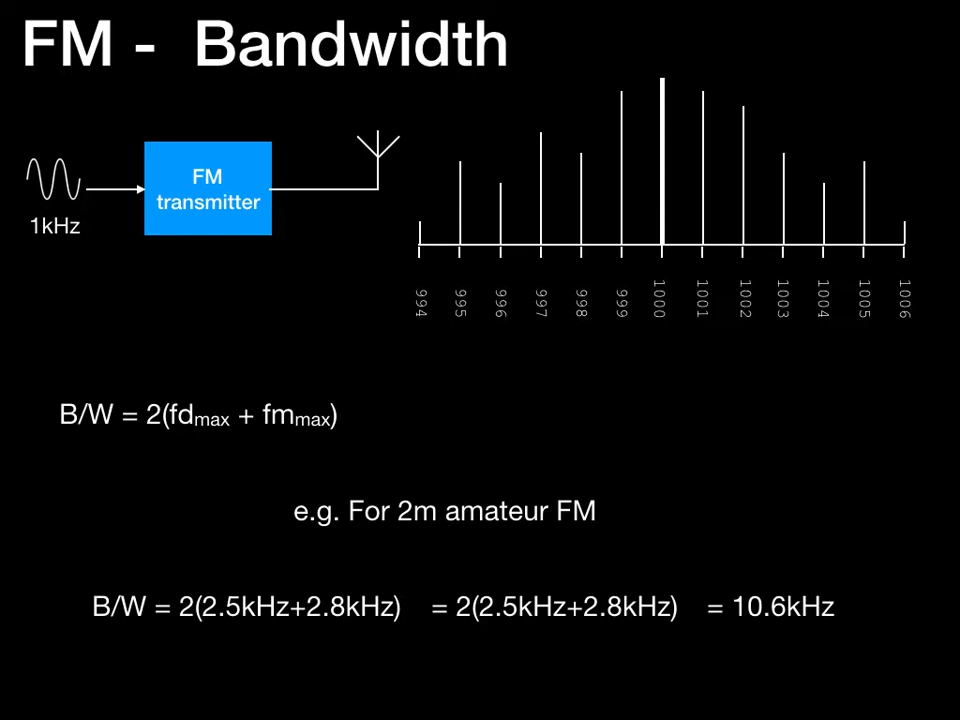 FM - Bandwidth
FM
transmitter
1kHz
994 995 996 997 998 999 1000 1001 1002 1003 1004 1005 1006
B/W = 2(fdmax + fmmax)
e.g. For 2m amateur FM
B/W = 2(2.5kHz+2.8kHz) = 2(2.5kHz+2.8kHz) = 10.6kHz